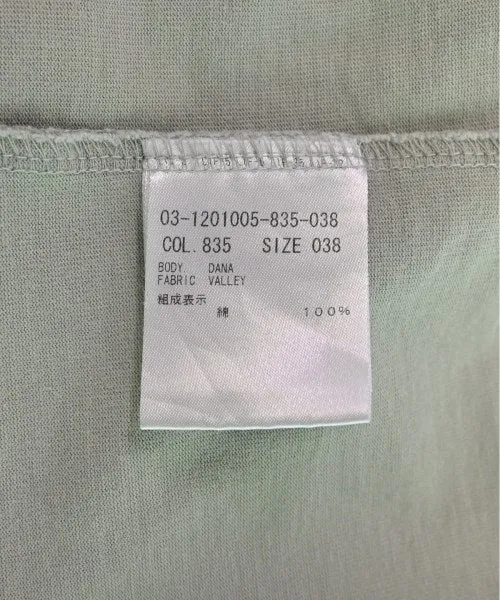 03-1201005-835-038
COL. 835 SIZE 038
BODY DANA
FABRIC VALLEY
組成表示
綿 100%